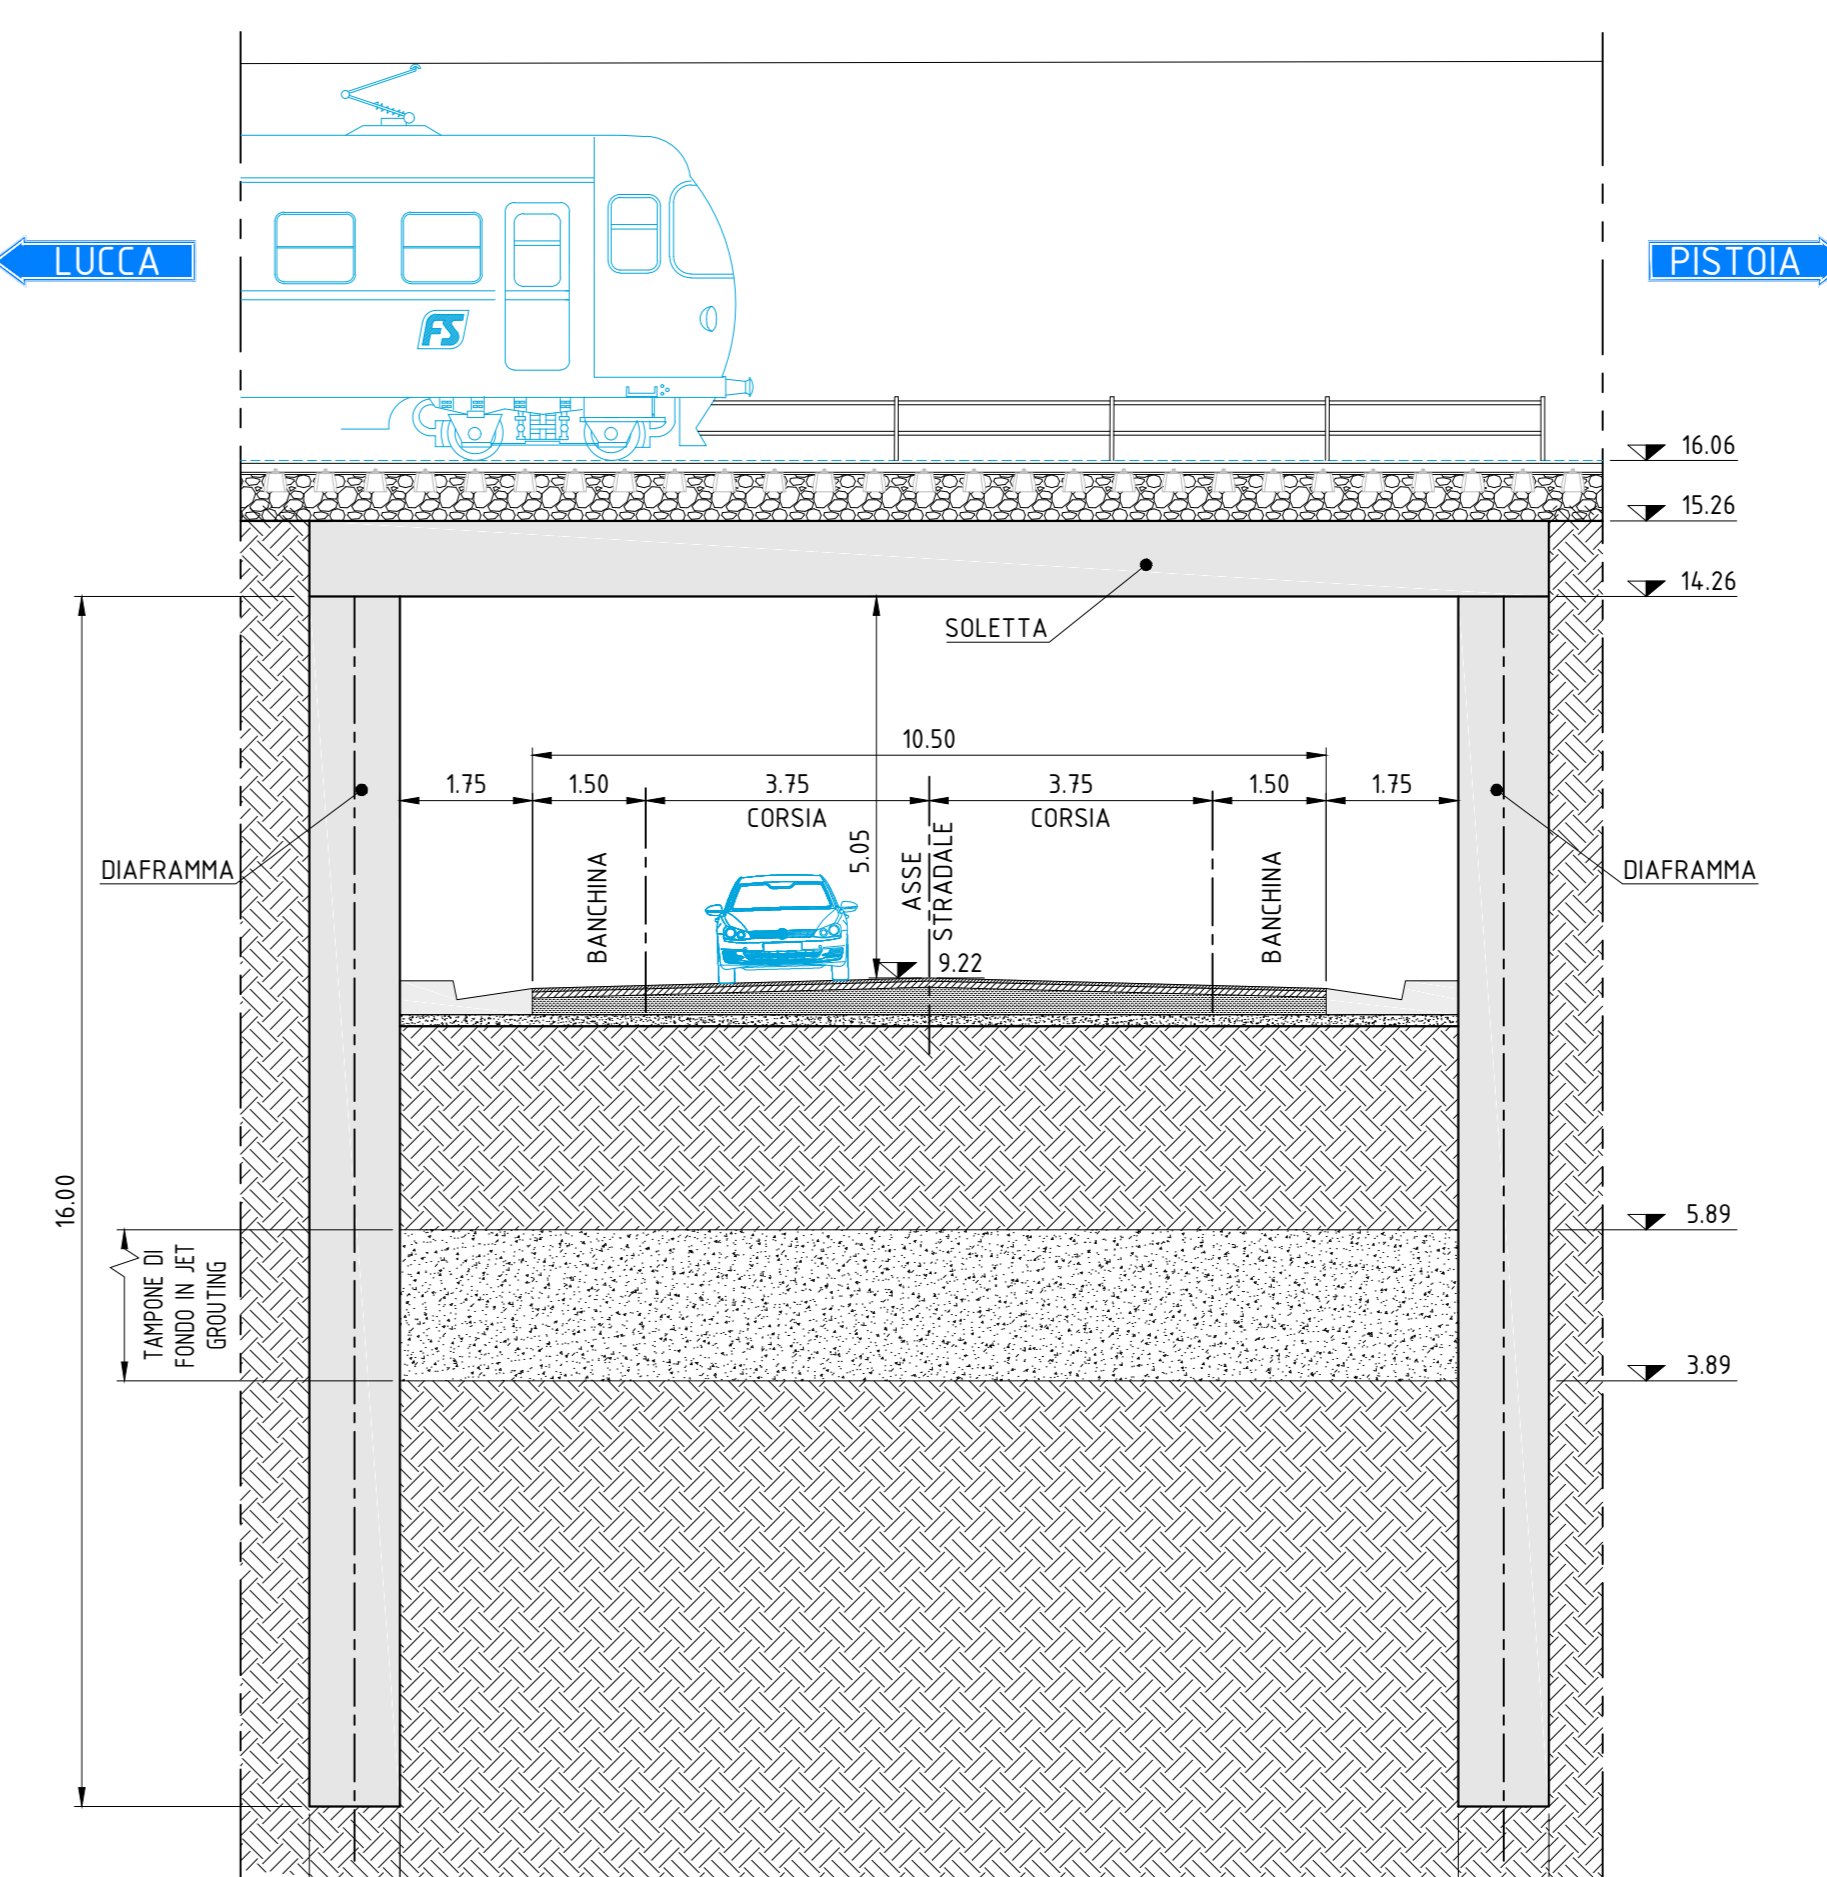 LUCCA
PISTOIA
FS
16.06
15.26
14.26
SOLETTA
10.50
1.75
1.50
3.75
3.75
1.50
1.75
CORSIA
CORSIA
5.05
ASSE
STRADALE
BANCHINA
BANCHINA
DIAFRAMMA
DIAFRAMMA
9.22
16.00
5.89
TAMPONE DI
FONDO IN JET
GROUTING
3.89